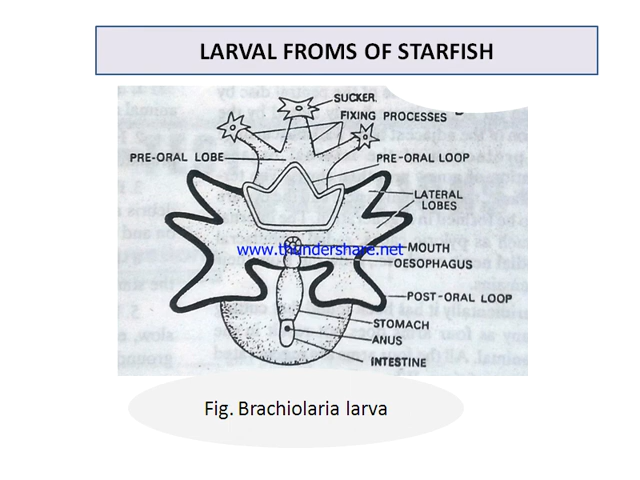 LARVAL FROMS OF STARFISH
SUCKER.
FIXING PROCESSES
PRE-ORAL LOBE
PRE-ORAL LOOP
LATERAL
LOBES
www.thundershare.net
MOUTH
OESOPHAGUS
POST-ORAL LOOP
STOMACH
ANUS
INTESTINE
Fig. Brachiolaria larva